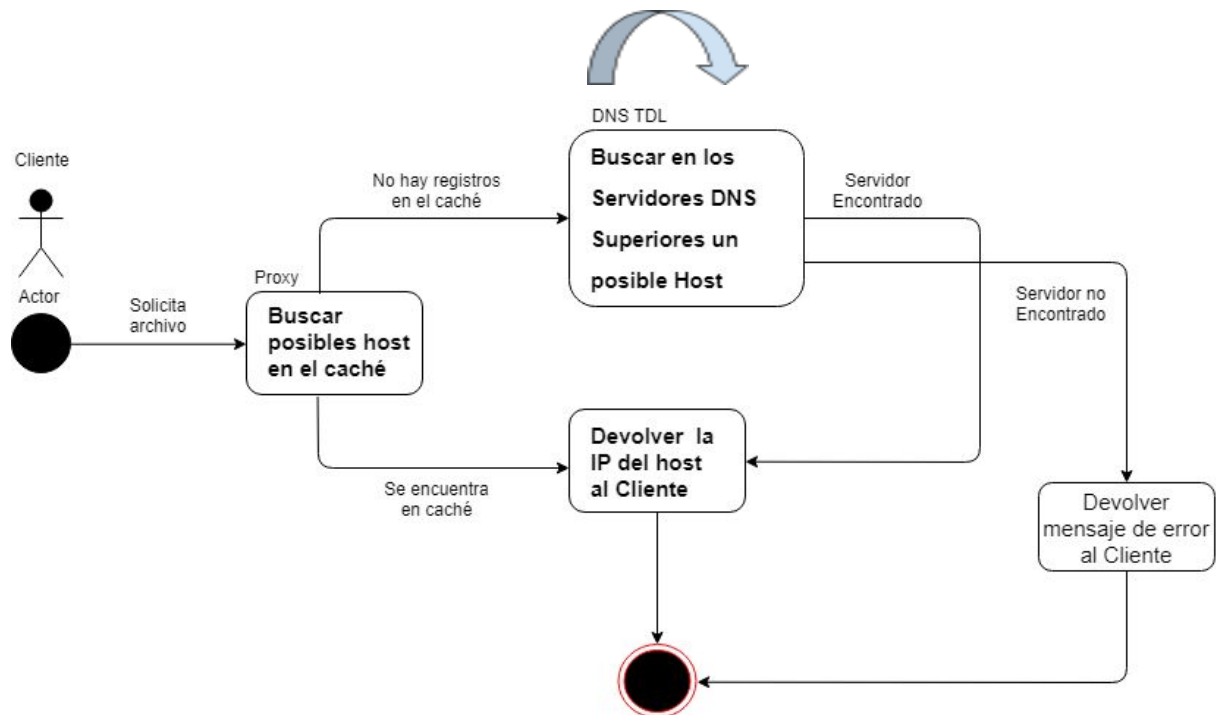 DNS TDL
Buscar en los
Servidores DNS
Superiores un
posible Host
Cliente
Actor
Solicita
archivo
No hay registros
en el caché
Proxy
Buscar
posibles host
en el caché
Servidor
Encontrado
Servidor no
Encontrado
Se encuentra
en caché
Devolver la
IP del host
al Cliente
Devolver
mensaje de error
al Cliente